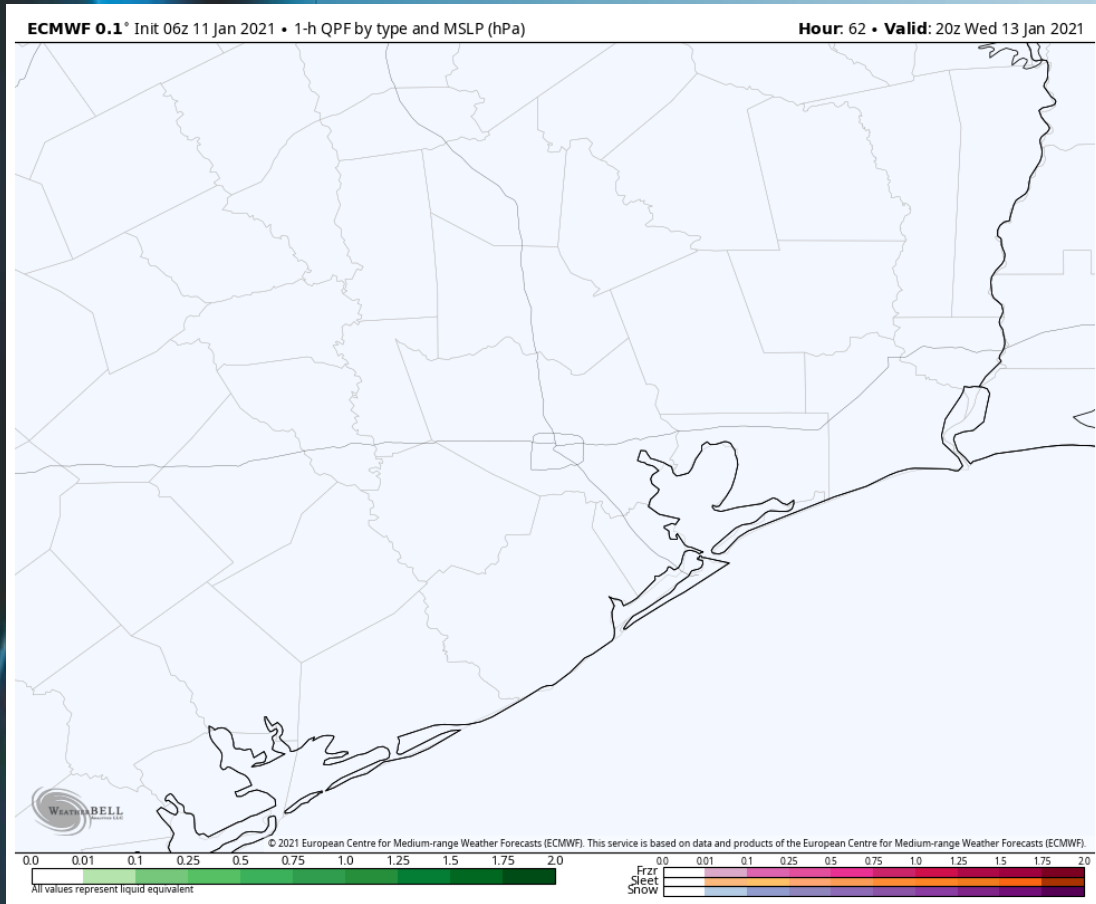 ECMWF 0.1° Init 06z 11 Jan 2021 • 1-h QPF by type and MSLP (hPa)
Hour: 62 • Valid: 20z Wed 13 Jan 2021
WEATHERBELL
© 2021 European Centre for Medium-range Weather Forecasts (ECMWF). This service is based on data and products of the European Centre for Medium-range Weather Forecasts (ECMWF).
0.0 0.01 0.1 0.25 0.5 0.75 1.0 1.25 1.5 1.75 2.0
All values represent liquid equivalent
0.0 0.01 0.1 0.25 0.5 0.75 1.0 1.25 1.5 1.75 2.0
Frzr
Sleet
Snow